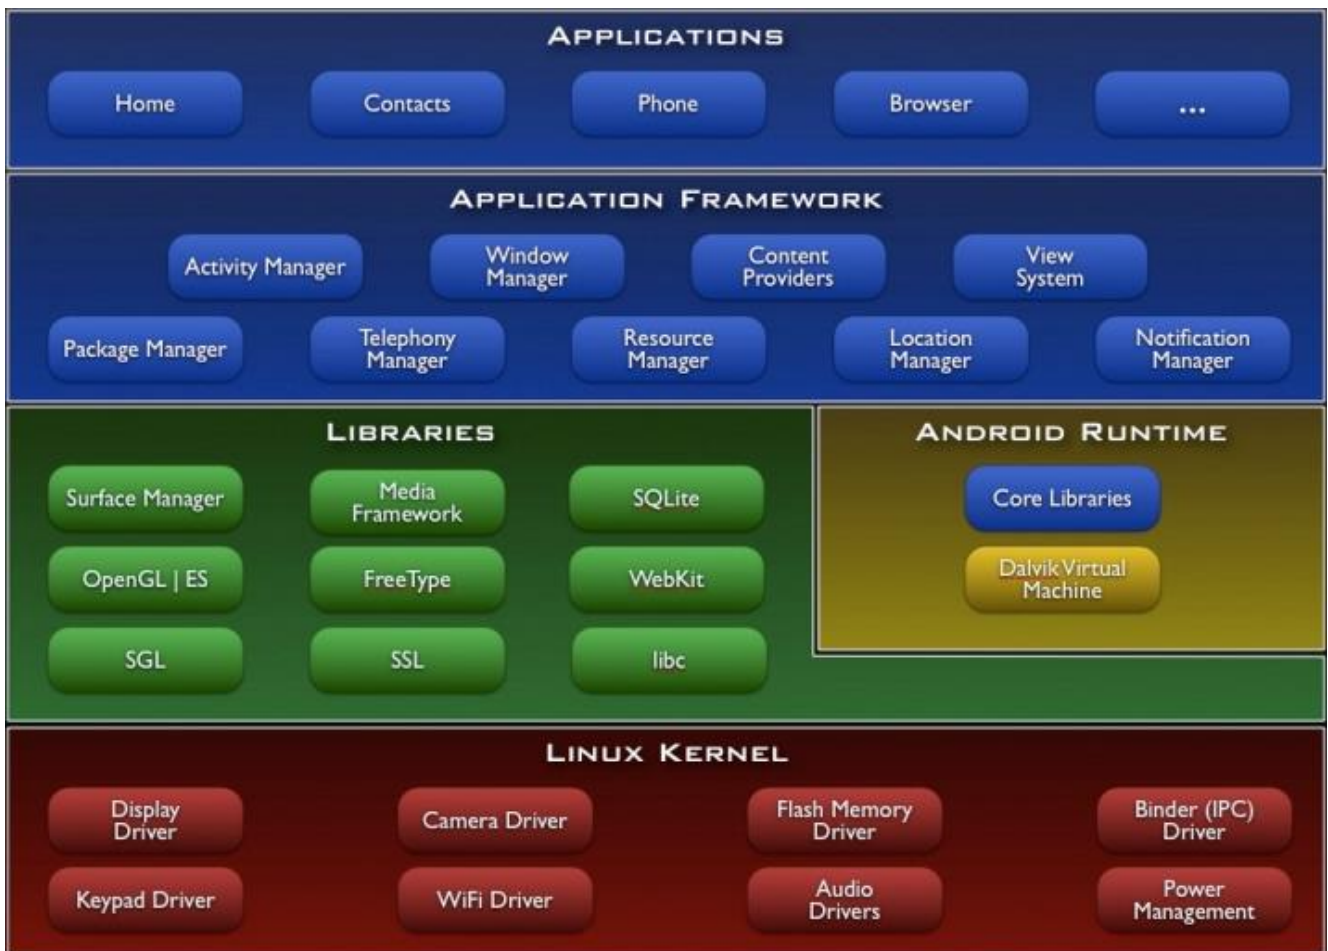 APPLICATIONS
Home
Contacts
Phone
Browser
...
APPLICATION FRAMEWORK
Activity Manager
Window
Manager
Content
Providers
View
System
Package Manager
Telephony
Manager
Resource
Manager
Location
Manager
Notification
Manager
LIBRARIES
Surface Manager
Media
Framework
SQLite
OpenGL | ES
FreeType
WebKit
SGL
SSL
libc
ANDROID RUNTIME
Core Libraries
Dalvik Virtual
Machine
LINUX KERNEL
Display
Driver
Camera Driver
Flash Memory
Driver
Binder (IPC)
Driver
Keypad Driver
WiFi Driver
Audio
Drivers
Power
Management